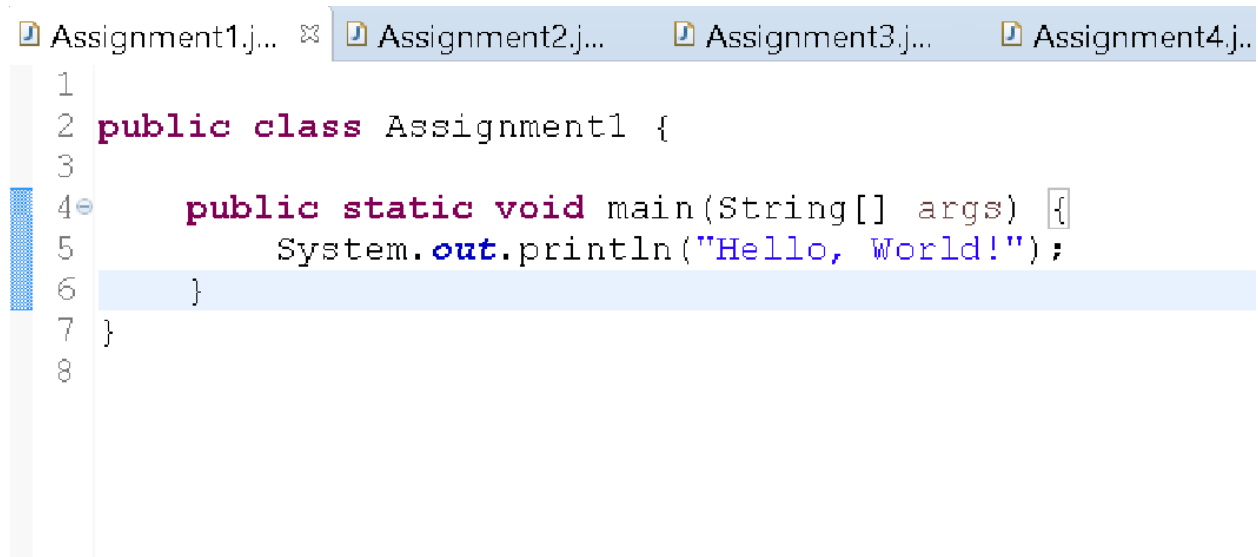 Assignment1.j... Assignment2.j... Assignment3.j... Assignment4.j...
1
2 public class Assignment1 {
3
4     public static void main(String[] args) {
5         System.out.println("Hello, World!");
6     }
7 }
8